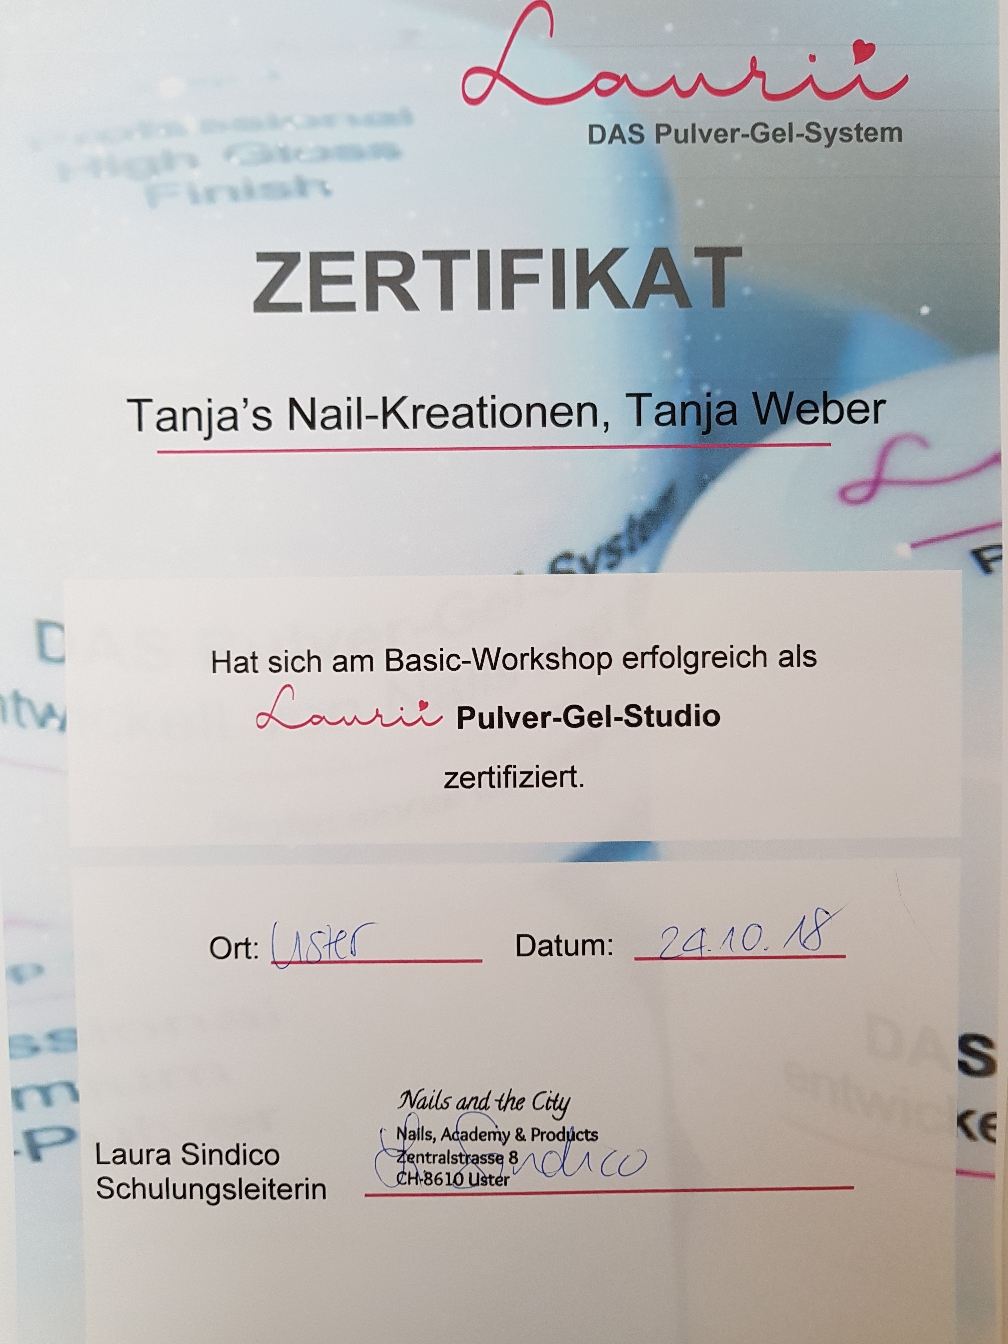 Laurii
DAS Pulver-Gel-System
Professional
High Gloss
Finish
ZERTIFIKAT
Tanja's Nail-Kreationen, Tanja Weber
System
Hat sich am Basic-Workshop erfolgreich als
Laurii Pulver-Gel-Studio
zertifiziert.
Ort: Uster Datum: 24.10.18
Nails and the City
Nails, Academy & Products
Zentralstrasse 8
CH-8610 Uster
L. Sindico
Laura Sindico
Schulungsleiterin